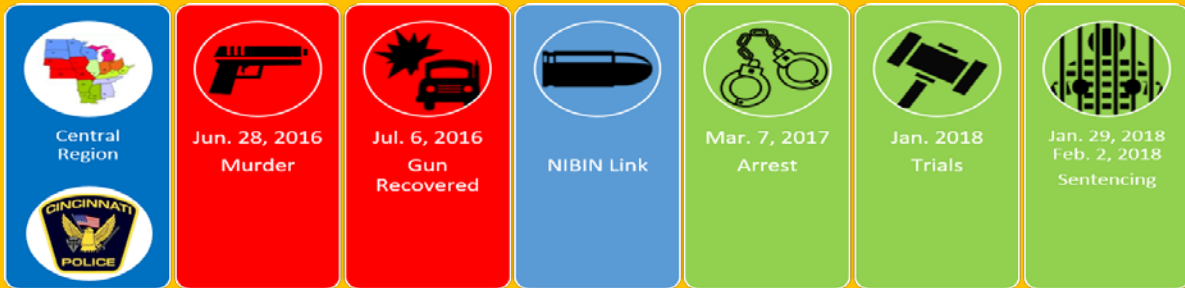 Central
Region
CINCINNATI
POLICE
Jun. 28, 2016
Murder
Jul. 6, 2016
Gun
Recovered
NIBIN Link
Mar. 7, 2017
Arrest
Jan. 2018
Trials
Jan. 29, 2018
Feb. 2, 2018
Sentencing